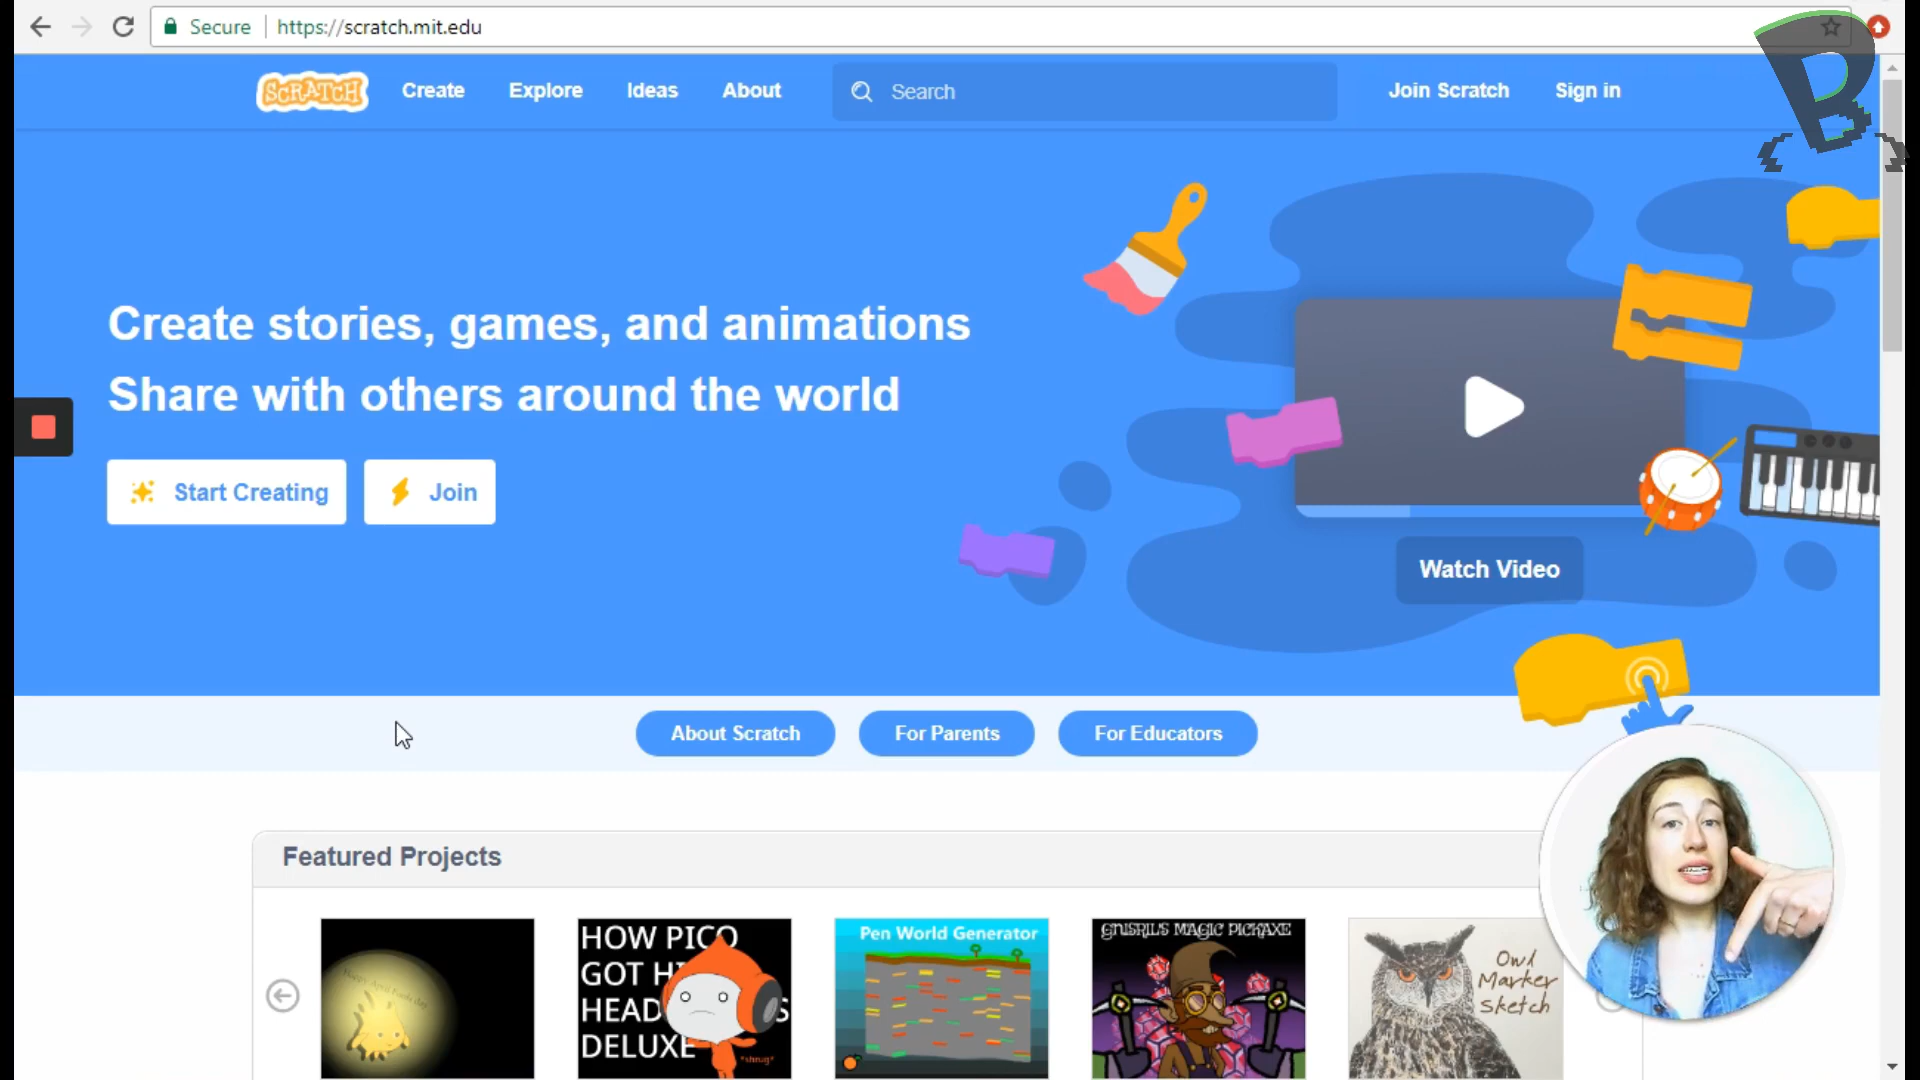 Secure
https://scratch.mit.edu
SCRATCH
Create
Explore
Ideas
About
Search
Join Scratch
Sign in
B
Create stories, games, and animations
Share with others around the world
Start Creating
Join
Watch Video
About Scratch
For Parents
For Educators
Featured Projects
HOW PICO
GOT
HEAD S
DELUXE
*shrug*
Pen World Generator
GNISRIL'S MAGIC PICKAXE
Owl
Marker
Sketch